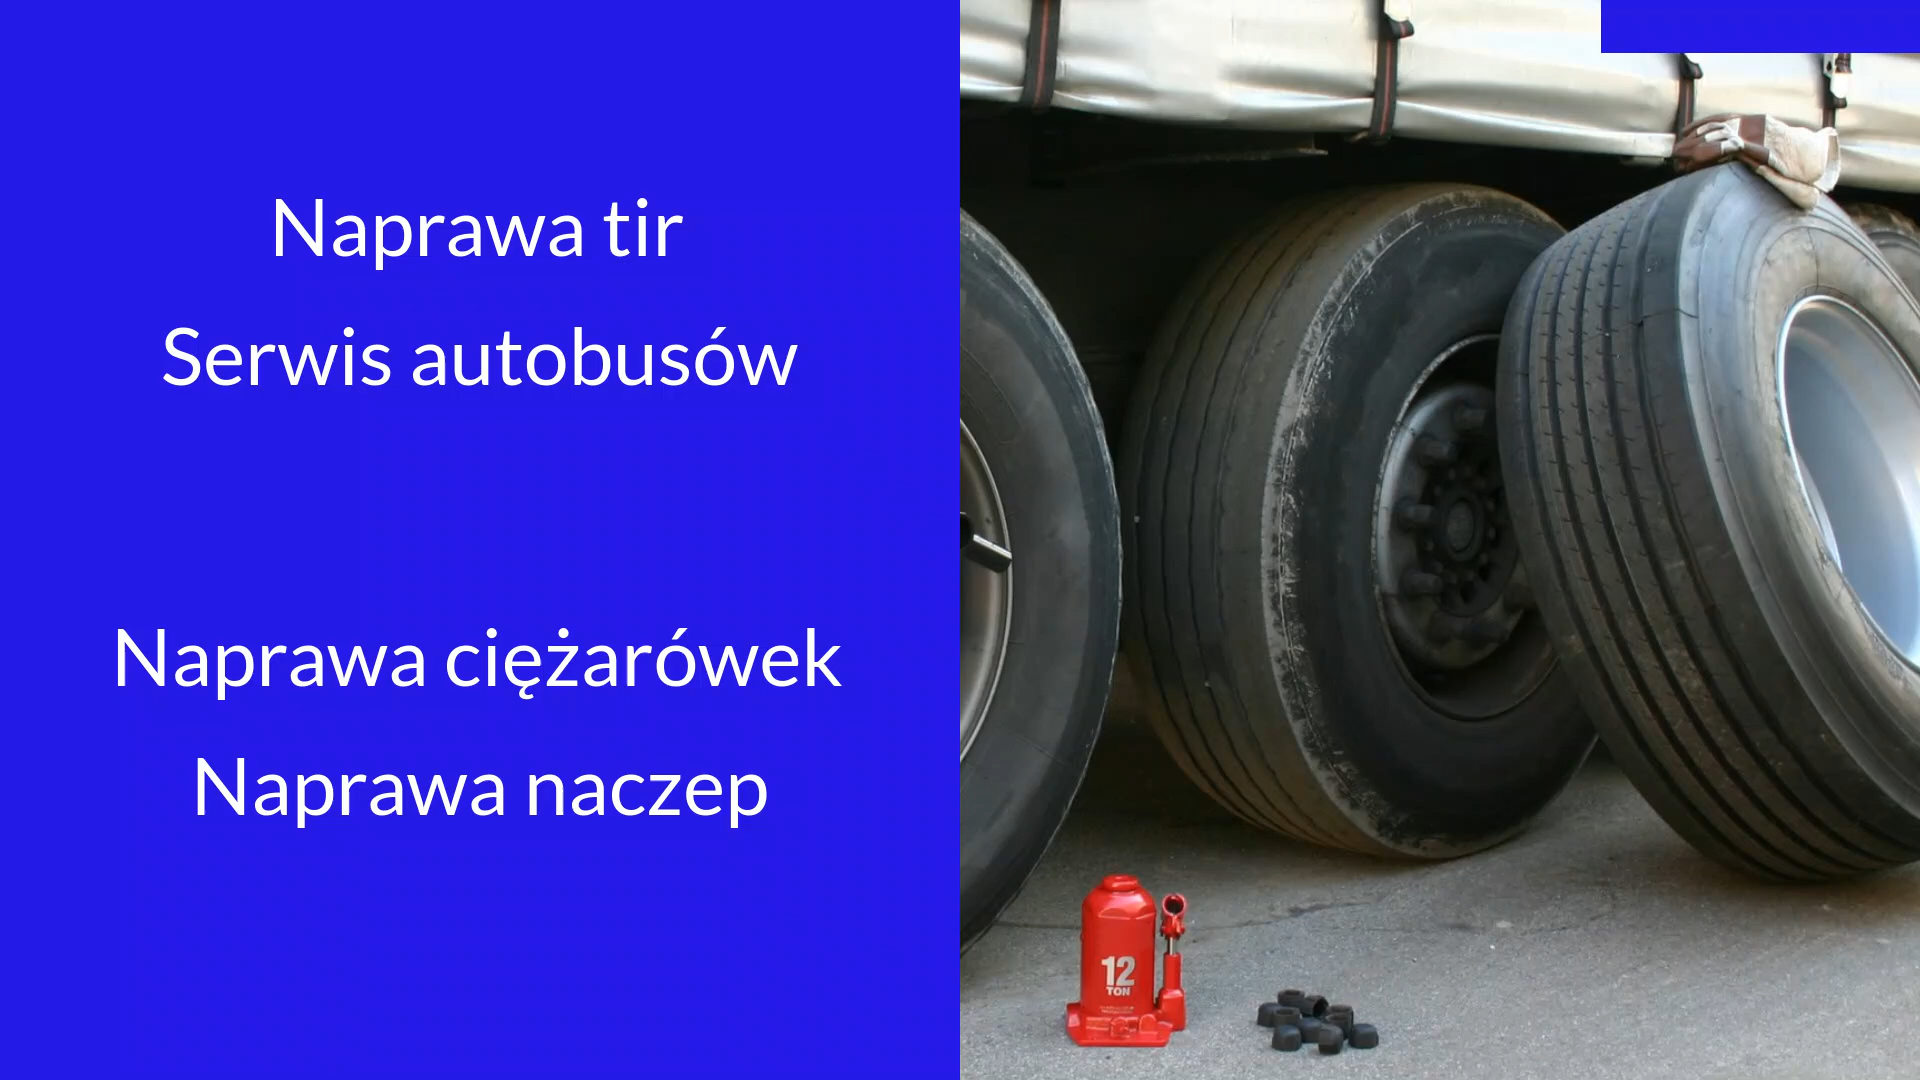 Naprawa tir
Serwis autobusów
Naprawa ciężarówek
Naprawa naczep
12
TON